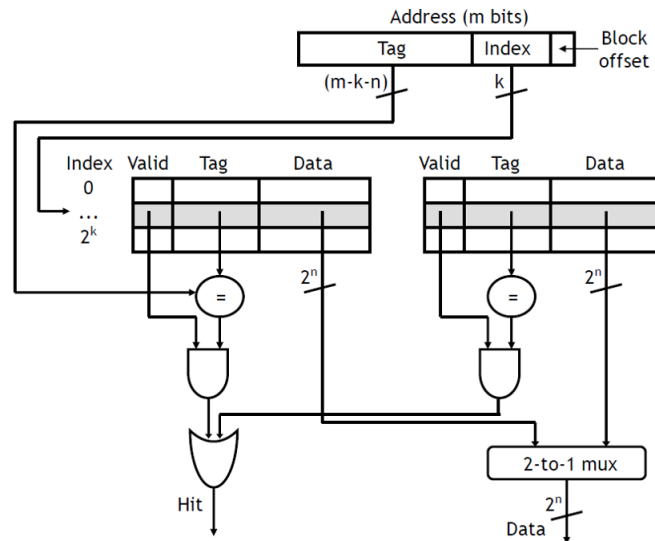 Address (m bits)
Tag Index Block offset
(m-k-n) k
Index Valid Tag Data Valid Tag Data
0
...
2ᵏ
= 2ⁿ = 2ⁿ
2-to-1 mux
Hit 2ⁿ
Data